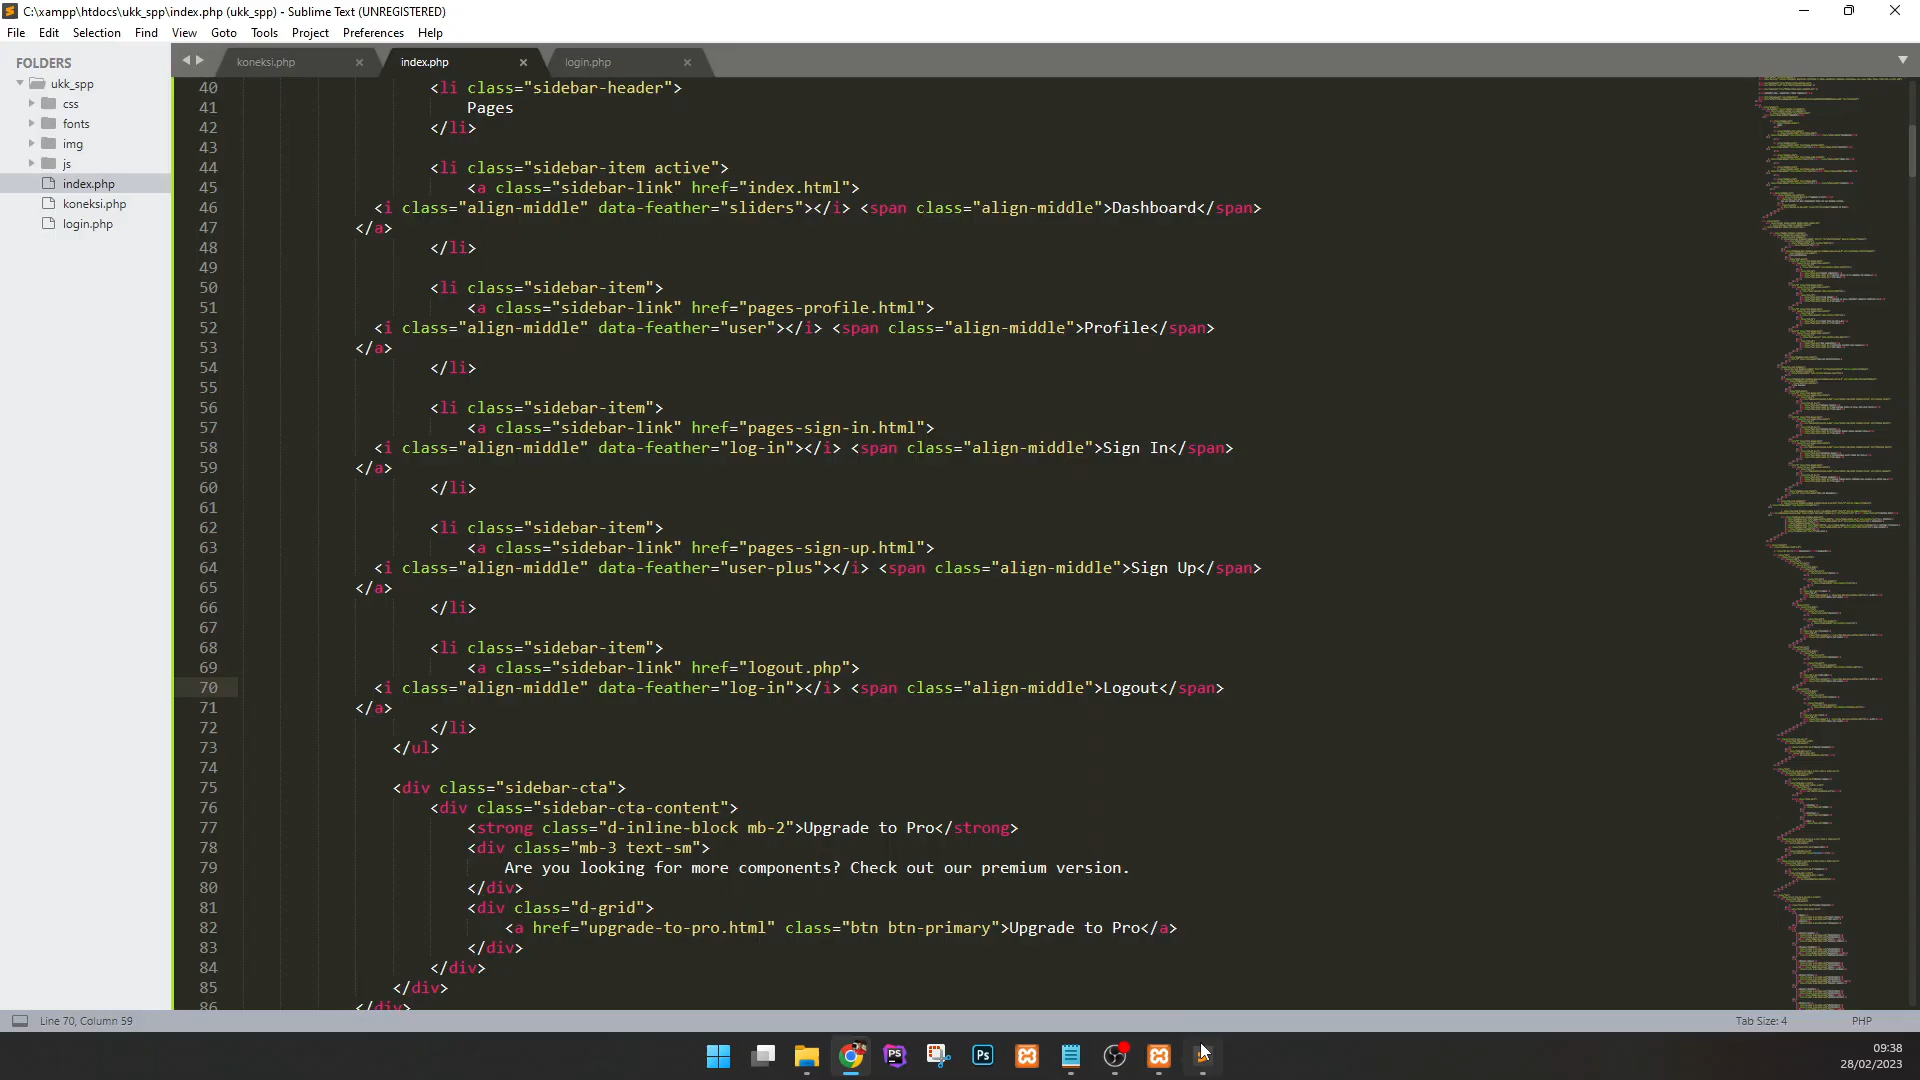 C:\xampp\htdocs\ukk_spp\index.php (ukk_spp) - Sublime Text (UNREGISTERED)
File Edit Selection Find View Goto Tools Project Preferences Help
FOLDERS
ukk_spp
css
fonts
img
js
index.php
koneksi.php
login.php
koneksi.php index.php login.php
40 <li class="sidebar-header">
41 Pages
42 </li>
43
44 <li class="sidebar-item active">
45 <a class="sidebar-link" href="index.html">
46 <i class="align-middle" data-feather="sliders"></i> <span class="align-middle">Dashboard</span>
47 </a>
48 </li>
49
50 <li class="sidebar-item">
51 <a class="sidebar-link" href="pages-profile.html">
52 <i class="align-middle" data-feather="user"></i> <span class="align-middle">Profile</span>
53 </a>
54 </li>
55
56 <li class="sidebar-item">
57 <a class="sidebar-link" href="pages-sign-in.html">
58 <i class="align-middle" data-feather="log-in"></i> <span class="align-middle">Sign In</span>
59 </a>
60 </li>
61
62 <li class="sidebar-item">
63 <a class="sidebar-link" href="pages-sign-up.html">
64 <i class="align-middle" data-feather="user-plus"></i> <span class="align-middle">Sign Up</span>
65 </a>
66 </li>
67
68 <li class="sidebar-item">
69 <a class="sidebar-link" href="logout.php">
70 <i class="align-middle" data-feather="log-in"></i> <span class="align-middle">Logout</span>
71 </a>
72 </li>
73 </ul>
74
75 <div class="sidebar-cta">
76 <div class="sidebar-cta-content">
77 <strong class="d-inline-block mb-2">Upgrade to Pro</strong>
78 <div class="mb-3 text-sm">
79 Are you looking for more components? Check out our premium version.
80 </div>
81 <div class="d-grid">
82 <a href="upgrade-to-pro.html" class="btn btn-primary">Upgrade to Pro</a>
83 </div>
84 </div>
85 </div>
86 </div>
Line 70, Column 59
Tab Size: 4 PHP
PS
Ps
09:38
28/02/2023